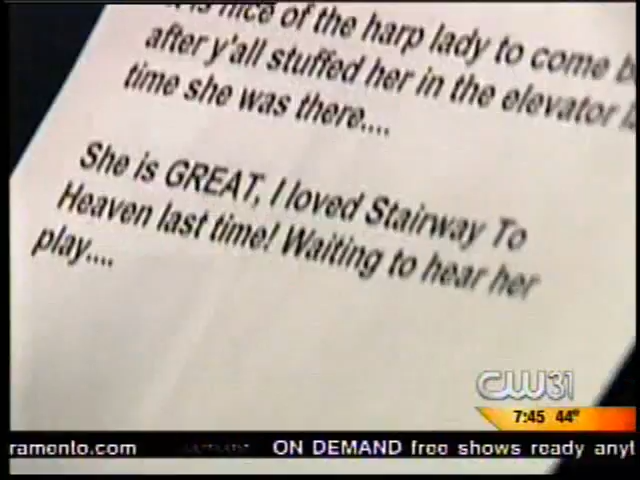 is nice of the harp lady to come
after y'all stuffed her in the elevator
time she was there....
She is GREAT, I loved Stairway To
Heaven last time! Waiting to hear her
play....
CW31
7:45 44°
ramento.com ON DEMAND free shows ready anyt